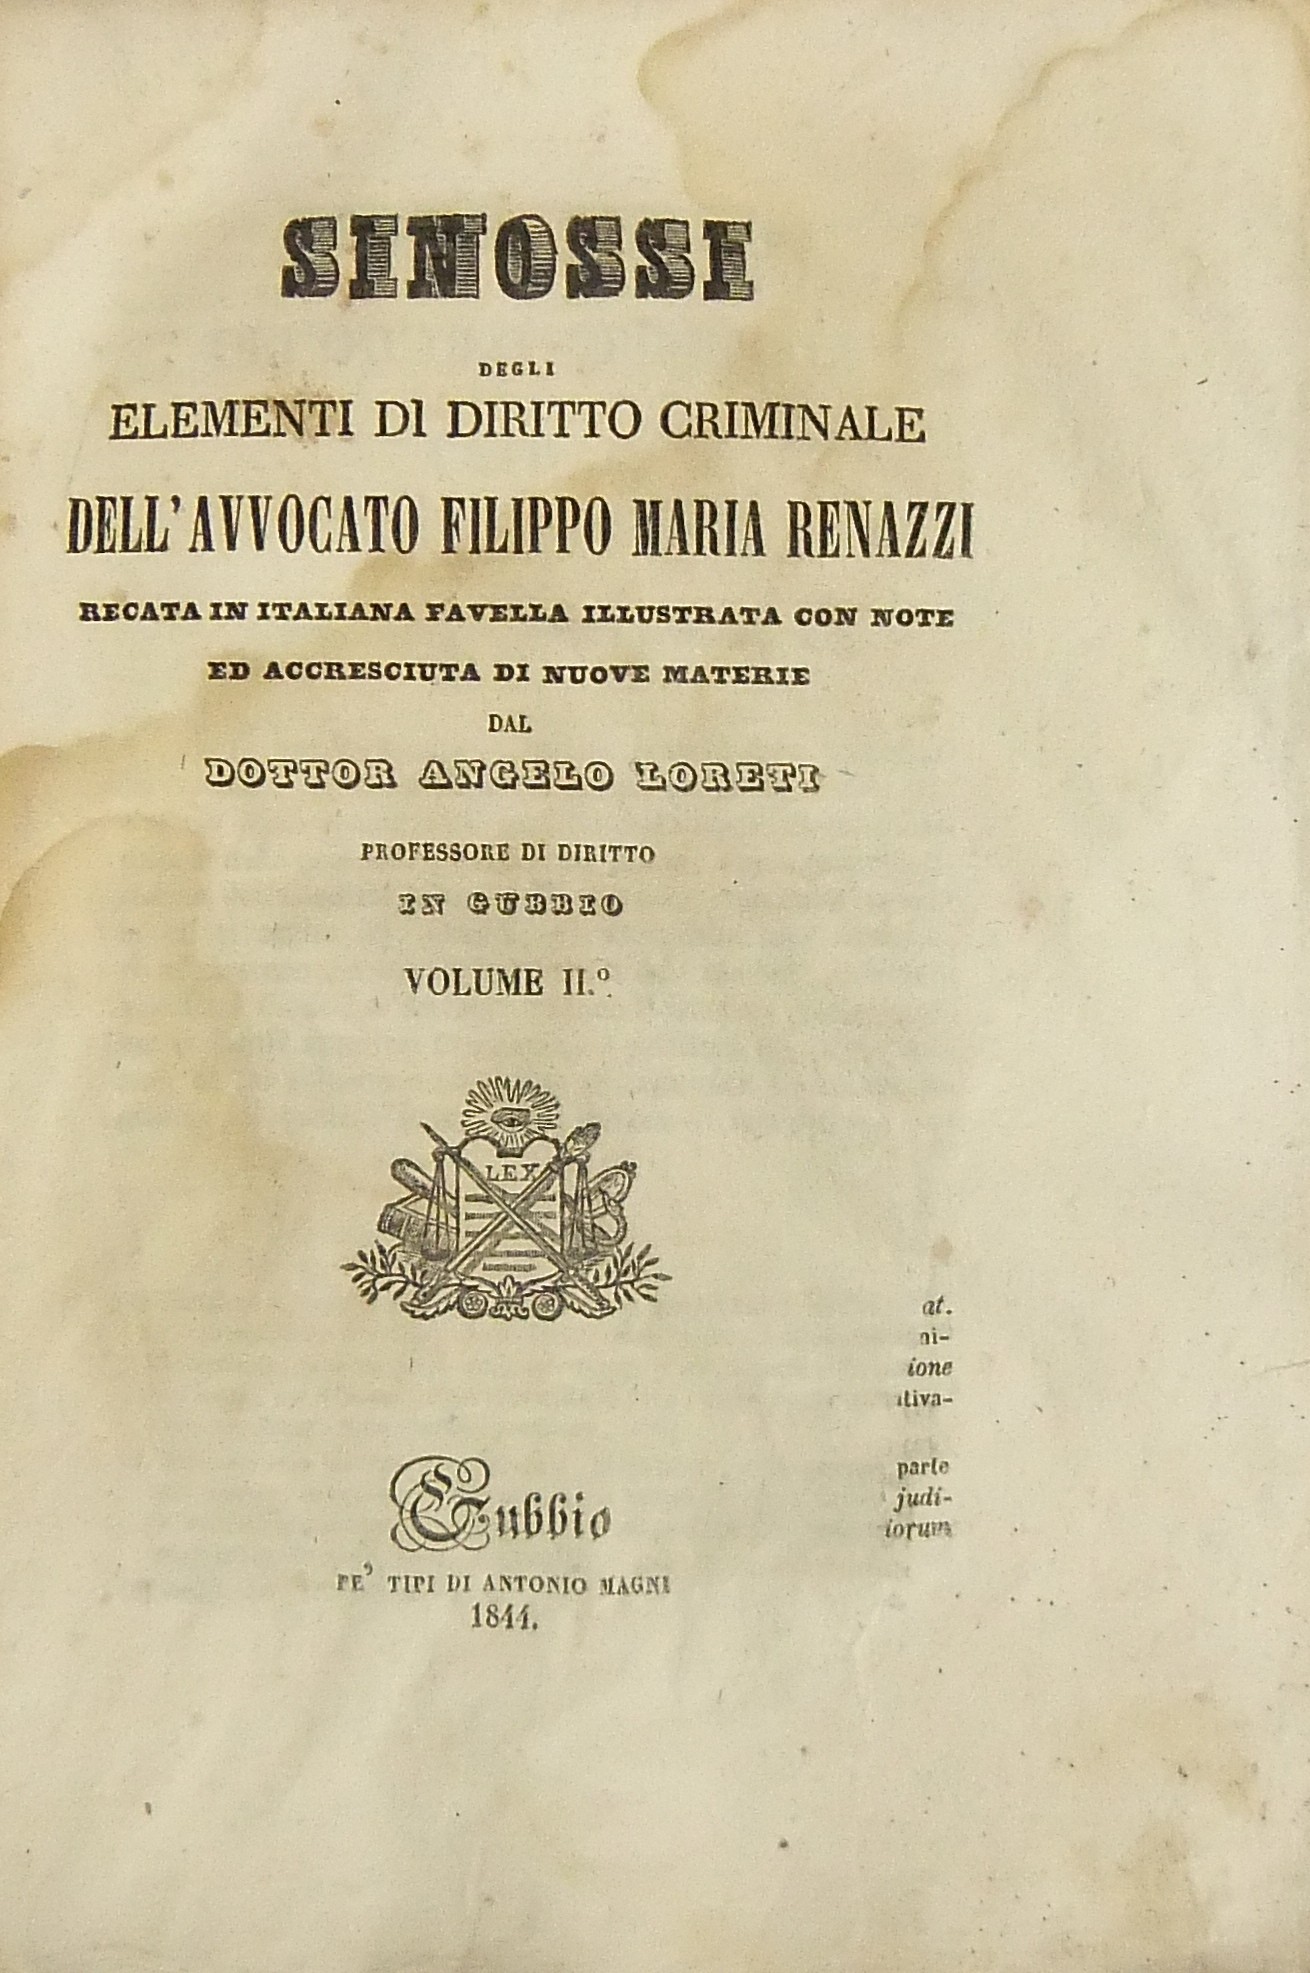 SINOSSI
DEGLI
ELEMENTI DI DIRITTO CRIMINALE
DELL'AVVOCATO FILIPPO MARIA RENAZZI
RECATA IN ITALIANA FAVELLA ILLUSTRATA CON NOTE
ED ACCRESCIUTA DI NUOVE MATERIE
DAL
DOTTOR ANGELO LORETI
PROFESSORE DI DIRITTO
IN GUBBIO
VOLUME II.º
LEX
at.
ni-
ione
tiva-
parte
judi-
iorum
Gubbio
PE' TIPI DI ANTONIO MAGNI
1844.